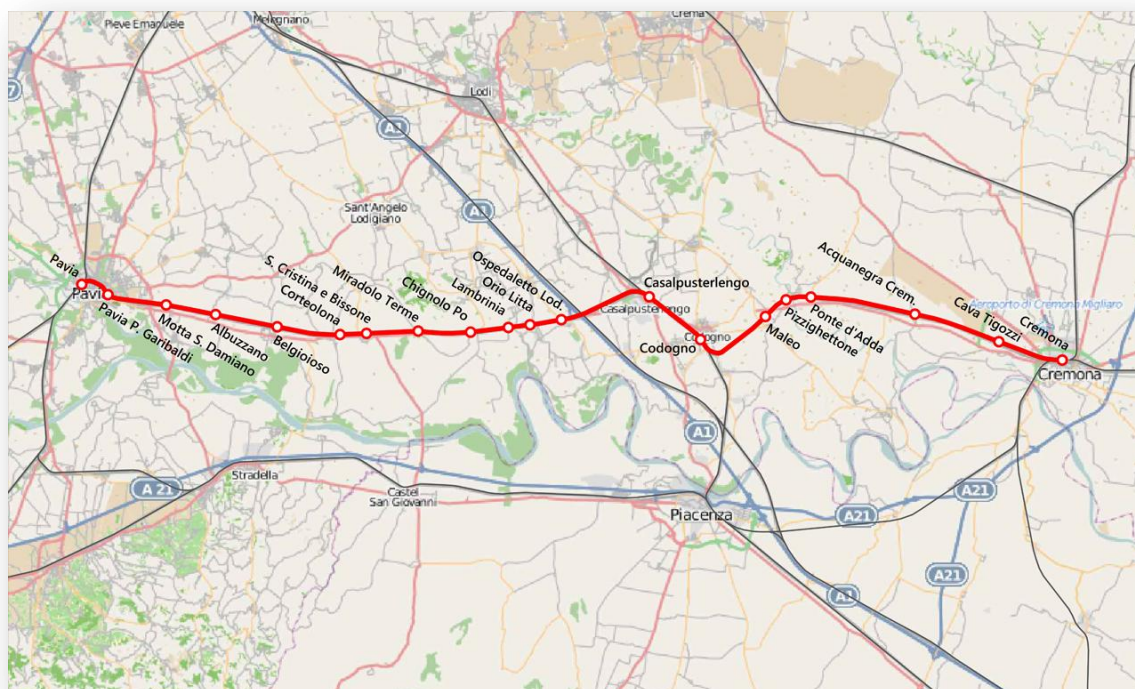 Pieve Emanuele
Melegnano
Crema
7
Lodi
A1
Sant'Angelo
Lodigiano
A1
Pavia
Pavia P. Garibaldi
Motta S. Damiano
Albuzzano
Belgioioso
Corteolona
S. Cristina e Bissone
Miradolo Terme
Chignolo Po
Lambrinia
Orio Litta
Ospedaletto Lod.
Casalpusterlengo
Casalpusterlengo
Codogno
Codogno
Maleo
Pizzighettone
Ponte d'Adda
Acquanegra Crem.
Cava Tigozzi
Cremona
Aeroporto di Cremona Migliaro
Cremona
A1
Stradella
A 21
Castel
San Giovanni
Piacenza
A21
A21
A21
A1